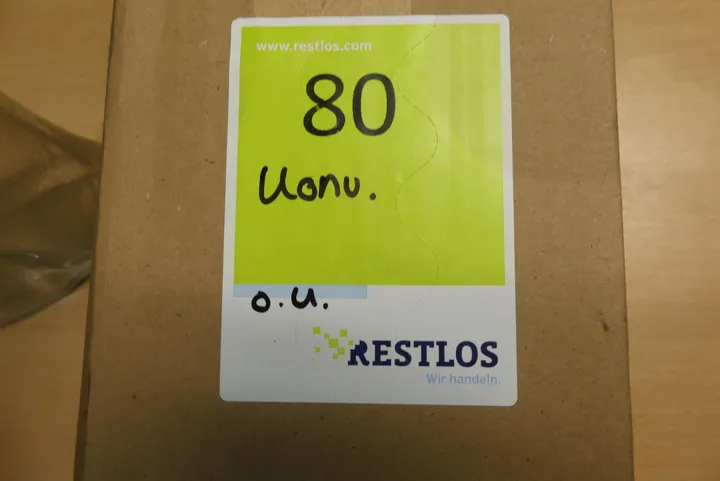 www.restlos.com
80
Uonu.
o.u.
RESTLOS
Wir handeln.